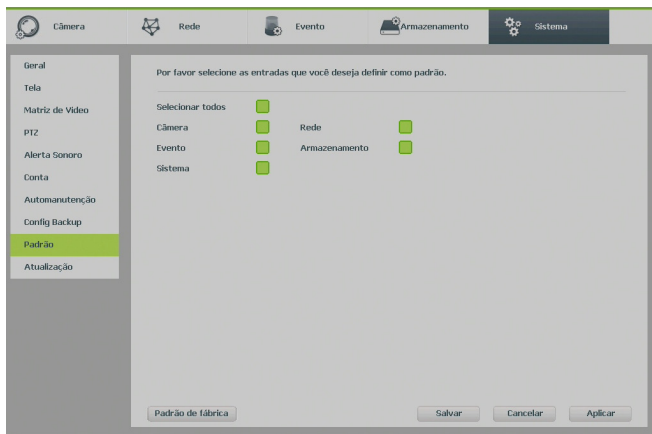 Câmera Rede Evento Armazenamento Sistema
Geral
Tela
Matriz de Vídeo
PTZ
Alerta Sonoro
Conta
Automanutenção
Config Backup
Padrão
Atualização
Por favor selecione as entradas que você deseja definir como padrão.
Selecionar todos
Câmera Rede
Evento Armazenamento
Sistema
Padrão de fábrica Salvar Cancelar Aplicar